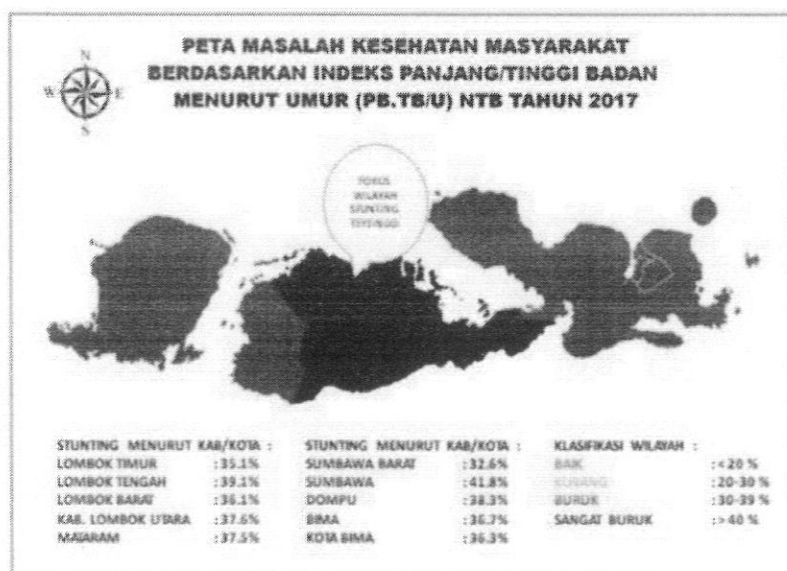 PETA MASALAH KESEHATAN MASYARAKAT
BERDASARKAN INDEKS PANJANG/TINGGI BADAN
MENURUT UMUR (PB.TB/U) NTB TAHUN 2017
N
W E
S
FOKUS
WILAYAH
STUNTING
STUNTING MENURUT KAB/KOTA :
LOMBOK TIMUR :35.1%
LOMBOK TENGAH :39.1%
LOMBOK BARAT :36.1%
KAB. LOMBOK UTARA :37.6%
MATARAM :37.5%
STUNTING MENURUT KAB/KOTA :
SUMBAWA BARAT :32.6%
SUMBAWA :41.8%
DOMPU :38.3%
BIMA :36.7%
KOTA BIMA :36.3%
KLASIFIKASI WILAYAH :
BAIK :<20 %
KURANG :20-30 %
BURUK :30-39 %
SANGAT BURUK :>40 %